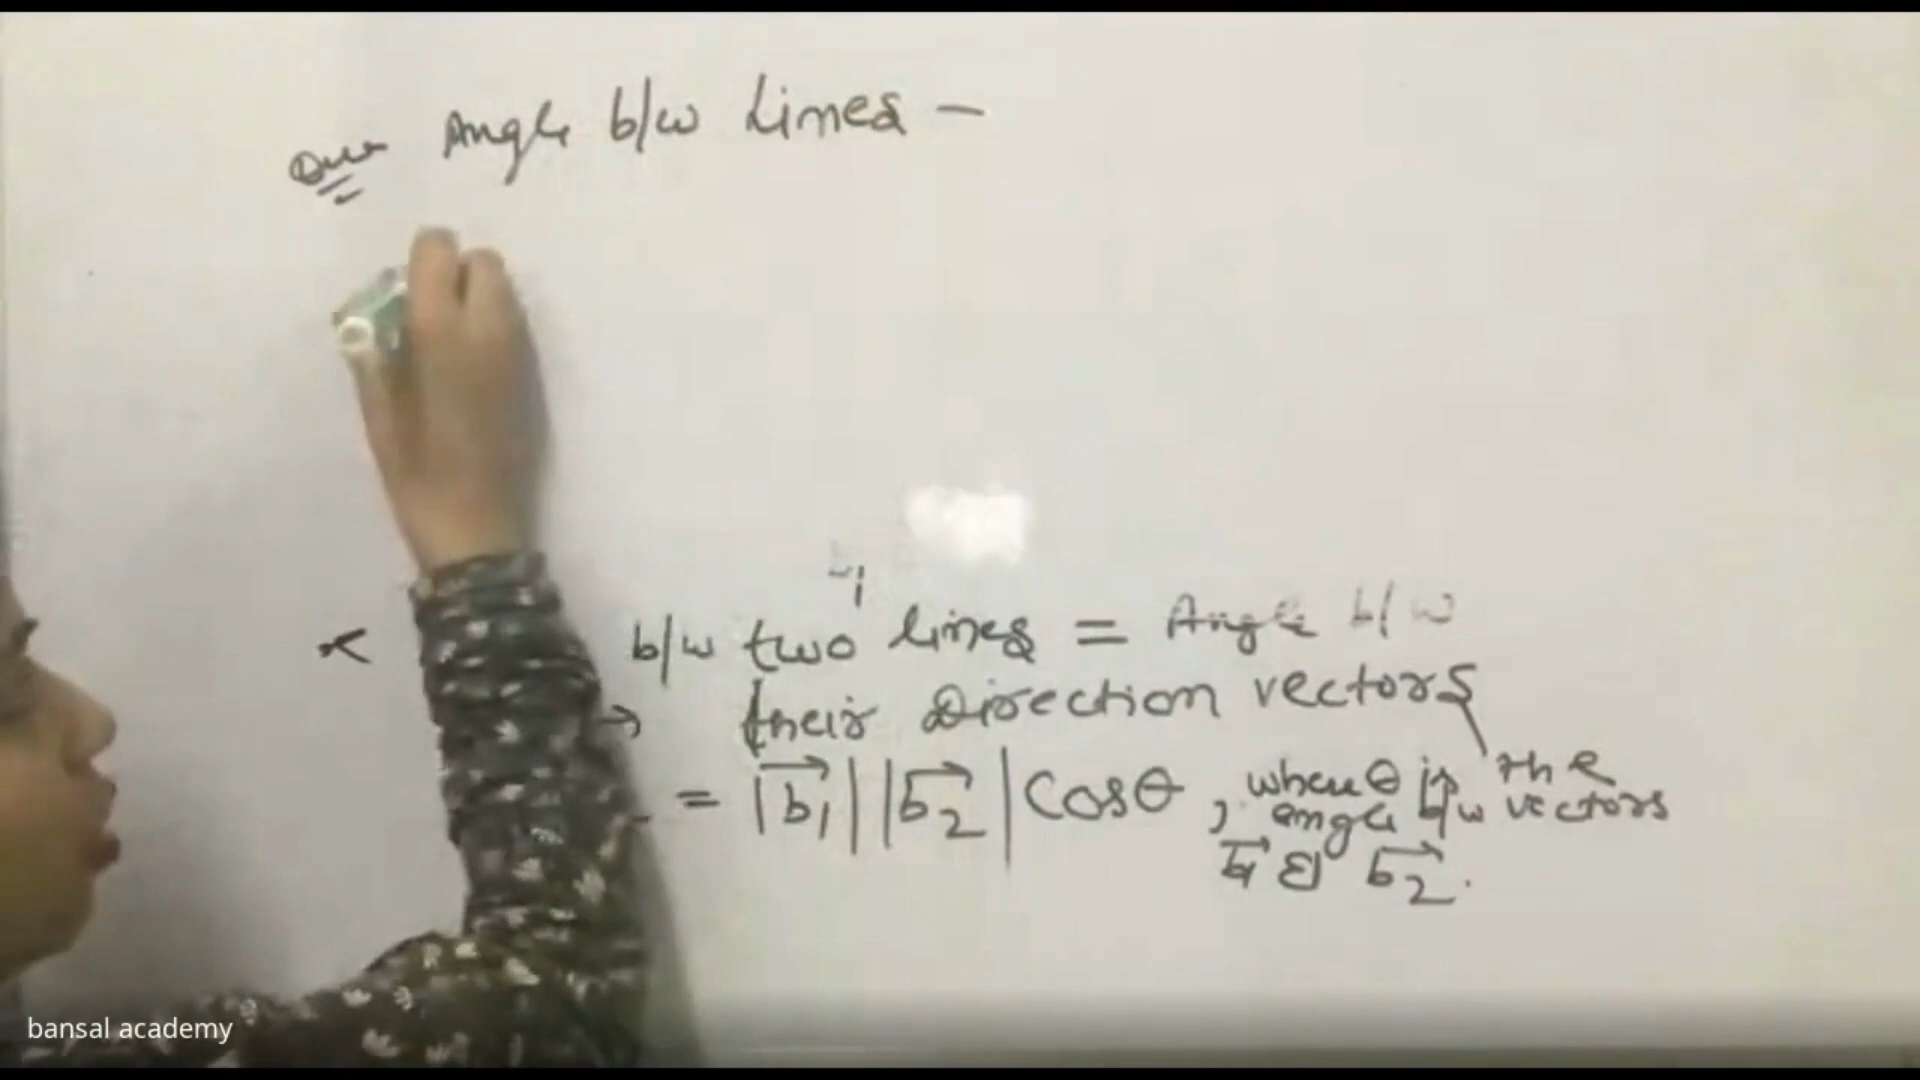 Angle b/w Lines –
b/w two lines = Angle b/w
→ their Direction vectors
= |b₁| |b₂| Cosθ , where θ is the
angle b/w vectors
b₁ & b₂.
bansal academy